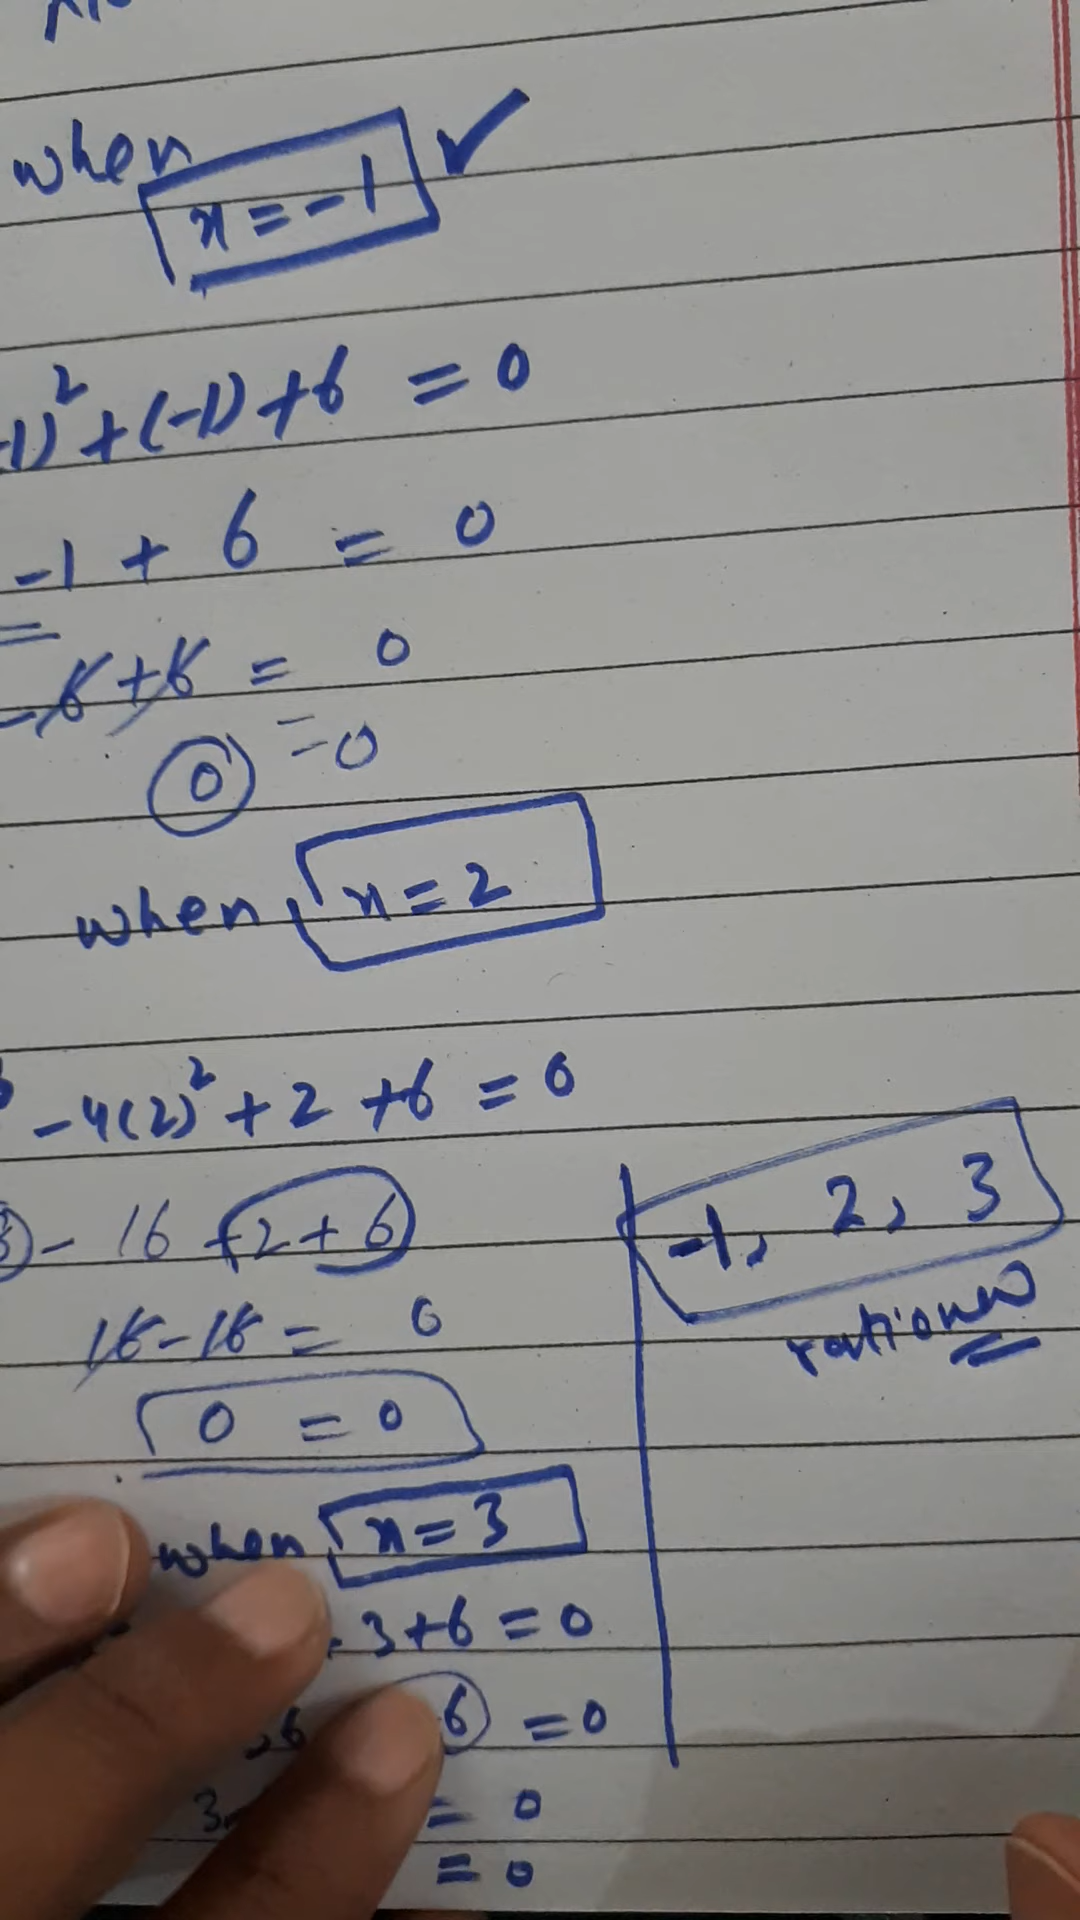 when
x = -1 ✓
-1)² + (-1) + 6 = 0
-1 + 6 = 0
=
-6 + 6 = 0
0 = 0
when x = 2
-4(2)² + 2 + 6 = 0
- 16 + 2 + 6
16 - 16 = 0
0 = 0
when x = 3
3 + 6 = 0
6 = 0
3 = 0
= 0
-1, 2, 3